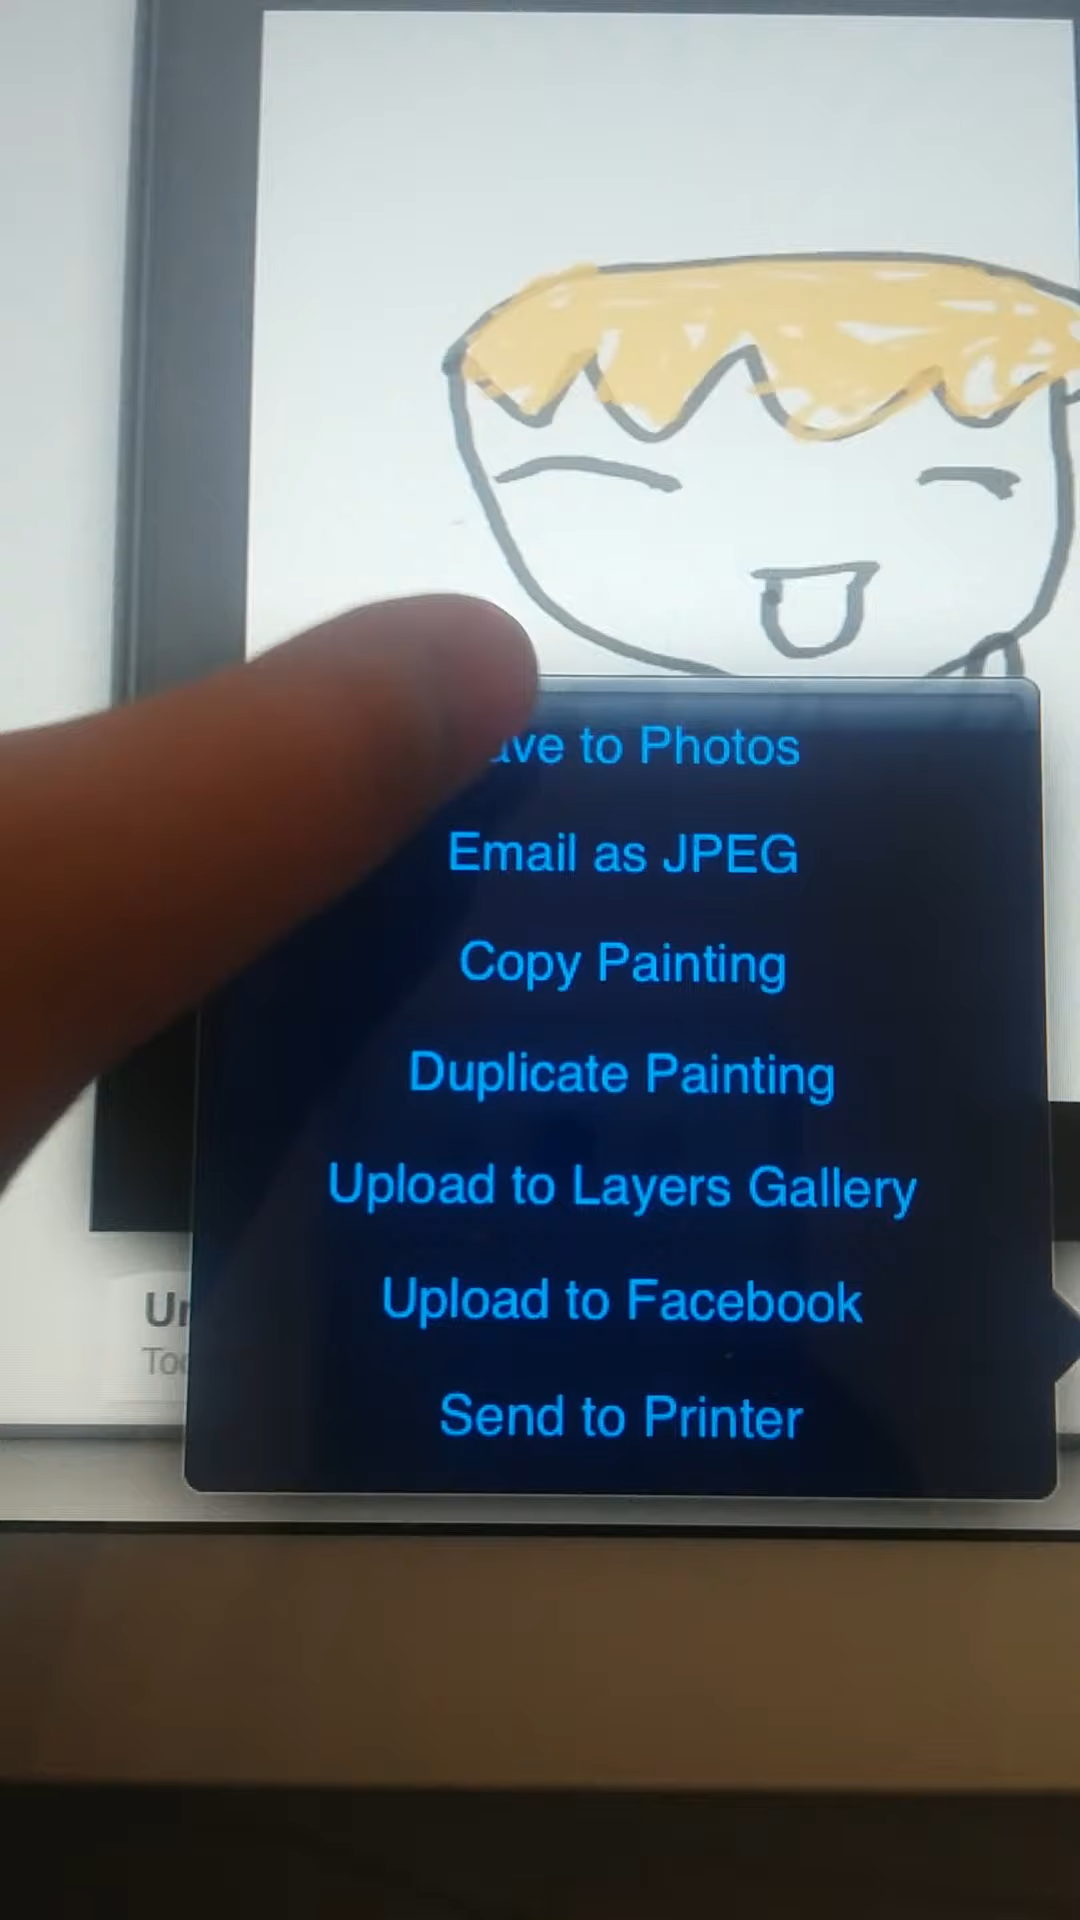 to Photos
Email as JPEG
Copy Painting
Duplicate Painting
Upload to Layers Gallery
Upload to Facebook
Send to Printer